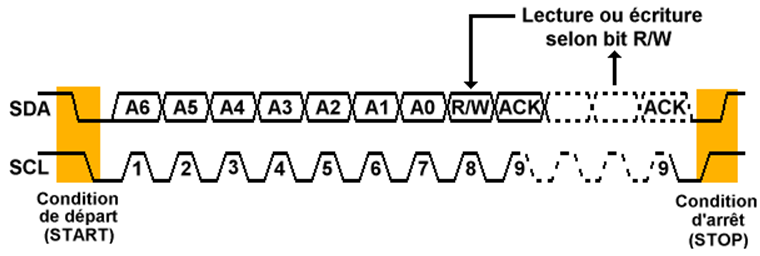 Lecture ou écriture
selon bit R/W
SDA A6 A5 A4 A3 A2 A1 A0 R/W ACK ACK
SCL 1 2 3 4 5 6 7 8 9 9
Condition
de départ
(START)
Condition
d'arrêt
(STOP)